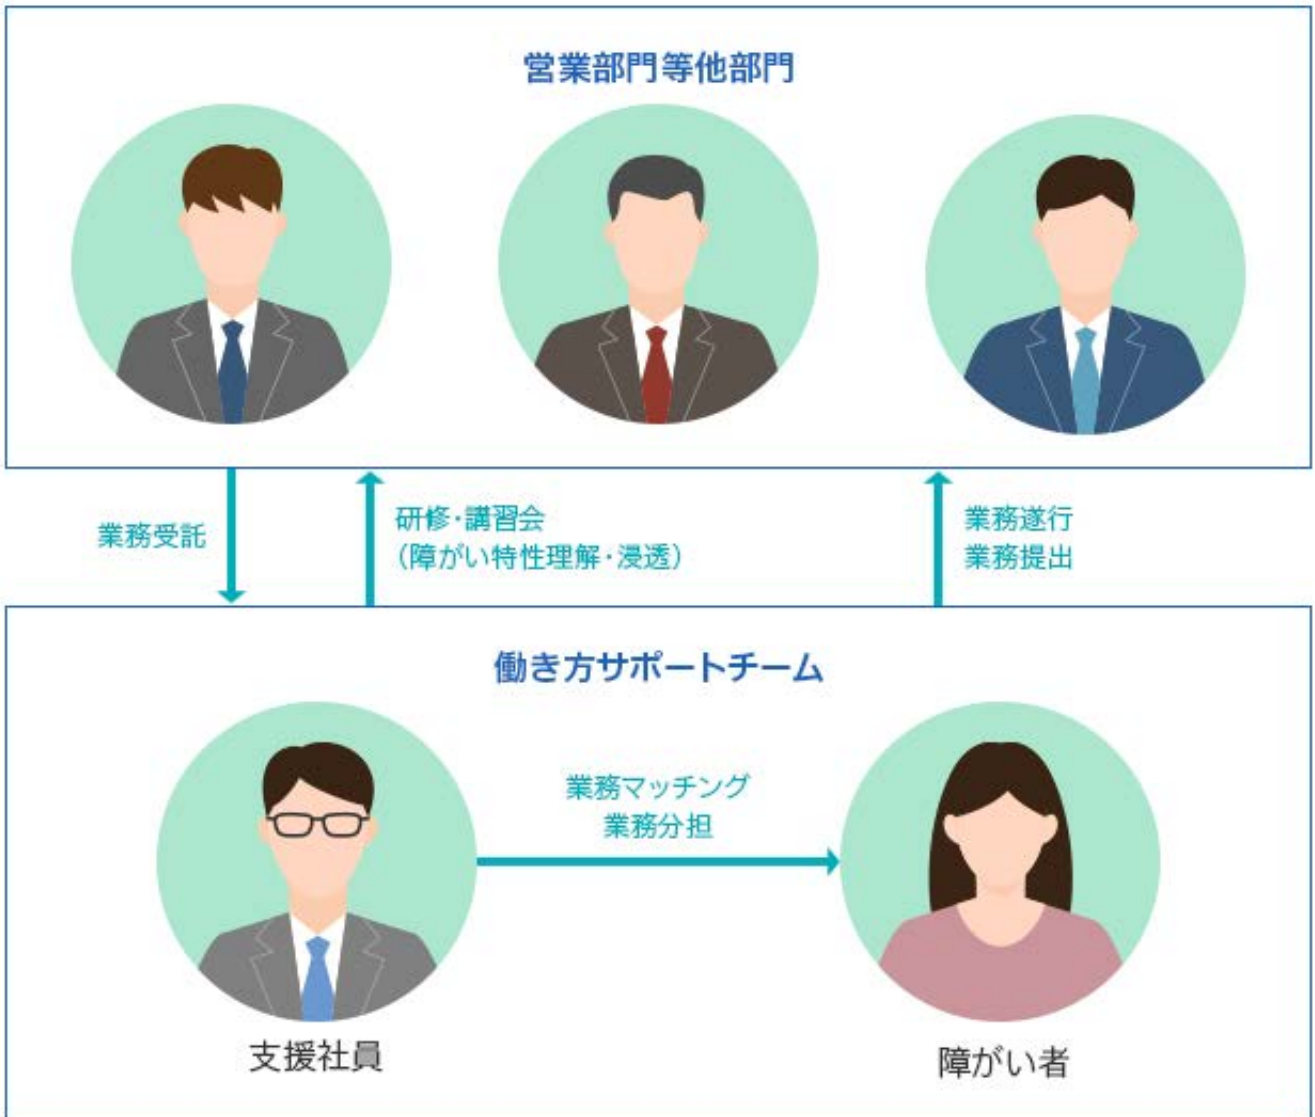 営業部門等他部門
業務受託
研修・講習会
（障がい特性理解・浸透）
業務遂行
業務提出
働き方サポートチーム
業務マッチング
業務分担
支援社員
障がい者